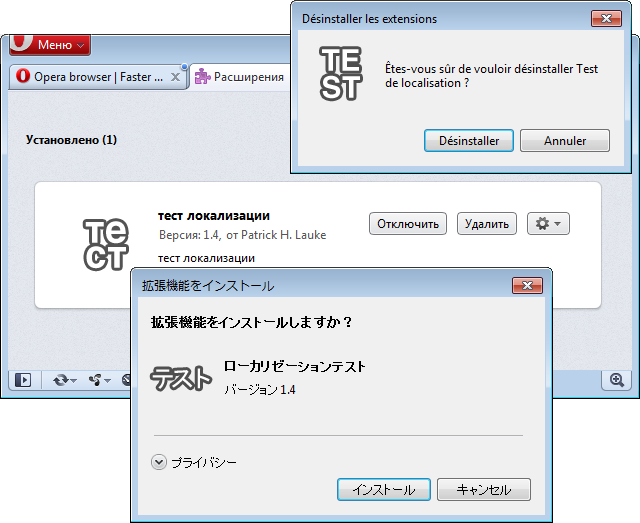 Désinstaller les extensions
TE
ST
Êtes-vous sûr de vouloir désinstaller Test
de localisation ?
Désinstaller
Annuler
Меню
Opera browser | Faster ...
Расширения
Установлено (1)
Те
СТ
тест локализации
Версия: 1.4, от Patrick H. Lauke
тест локализации
Отключить
Удалить
拡張機能をインストール
拡張機能をインストールしますか？
テスト
ローカリゼーションテスト
バージョン 1.4
プライバシー
インストール
キャンセル